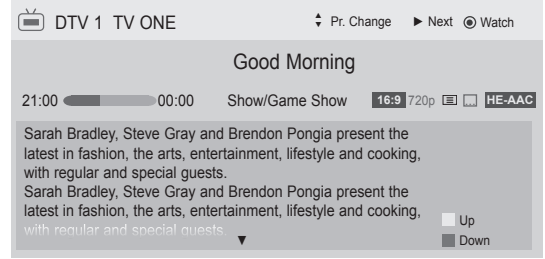 DTV 1 TV ONE Pr. Change Next Watch
Good Morning
21:00 00:00 Show/Game Show 16:9 720p HE-AAC
Sarah Bradley, Steve Gray and Brendon Pongia present the
latest in fashion, the arts, entertainment, lifestyle and cooking,
with regular and special guests.
Sarah Bradley, Steve Gray and Brendon Pongia present the
latest in fashion, the arts, entertainment, lifestyle and cooking,
with regular and special guests.
Up
Down